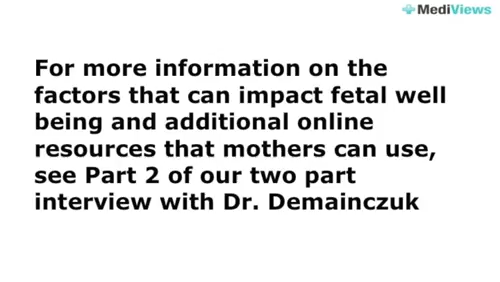 MediViews
For more information on the
factors that can impact fetal well
being and additional online
resources that mothers can use,
see Part 2 of our two part
interview with Dr. Demainczuk